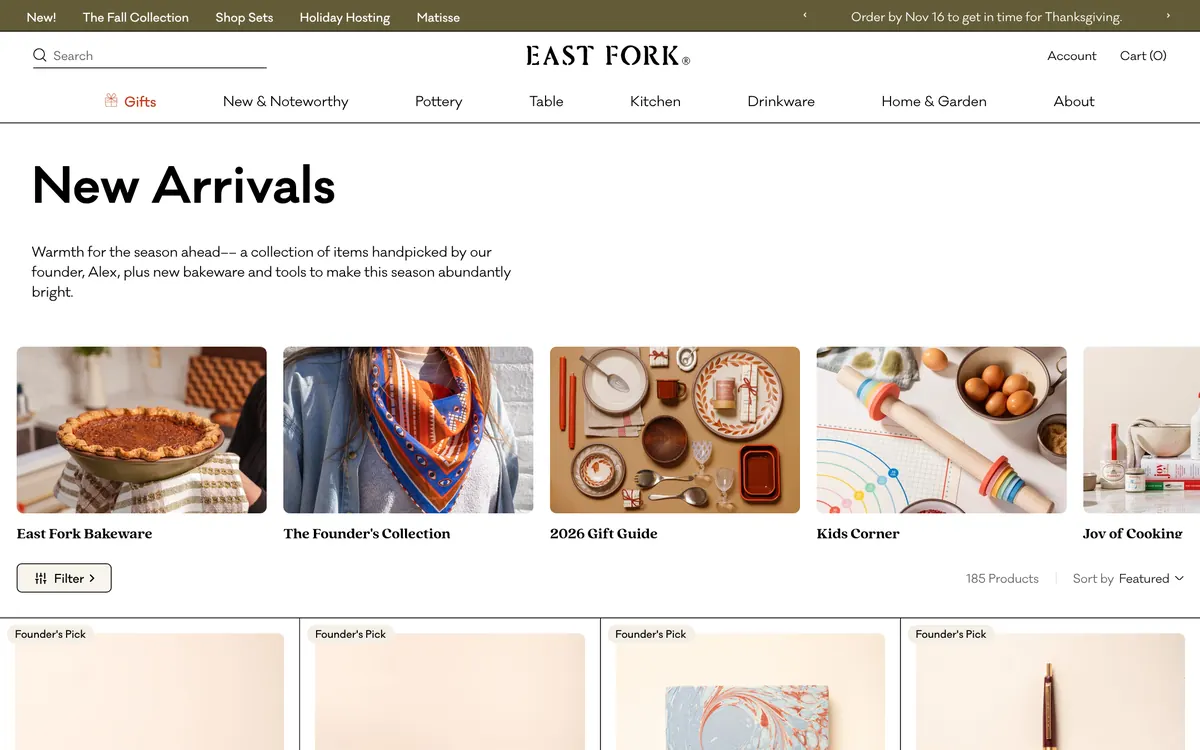 New! The Fall Collection Shop Sets Holiday Hosting Matisse
‹ Order by Nov 16 to get in time for Thanksgiving. ›
Search
EAST FORK®
Account Cart (0)
Gifts New & Noteworthy Pottery Table Kitchen Drinkware Home & Garden About
New Arrivals
Warmth for the season ahead–– a collection of items handpicked by our
founder, Alex, plus new bakeware and tools to make this season abundantly
bright.
East Fork Bakeware
The Founder's Collection
2026 Gift Guide
Kids Corner
Joy of Cooking
Filter
185 Products
Sort by Featured
Founder's Pick
Founder's Pick
Founder's Pick
Founder's Pick